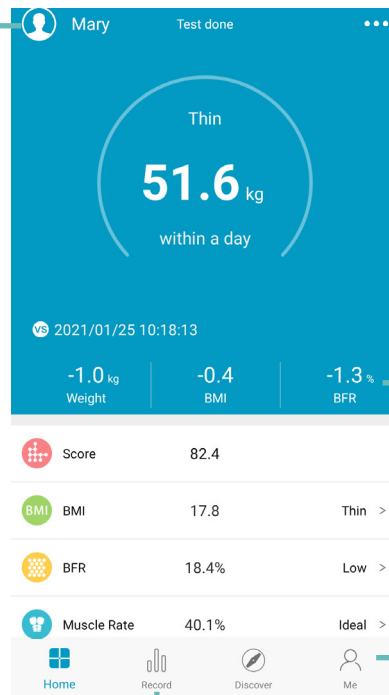 Mary Test done
Thin
51.6 kg
within a day
VS 2021/01/25 10:18:13
-1.0 kg -0.4 -1.3 %
Weight BMI BFR
Score 82.4
BMI BMI 17.8 Thin >
BFR 18.4% Low >
Muscle Rate 40.1% Ideal >
Home Record Discover Me